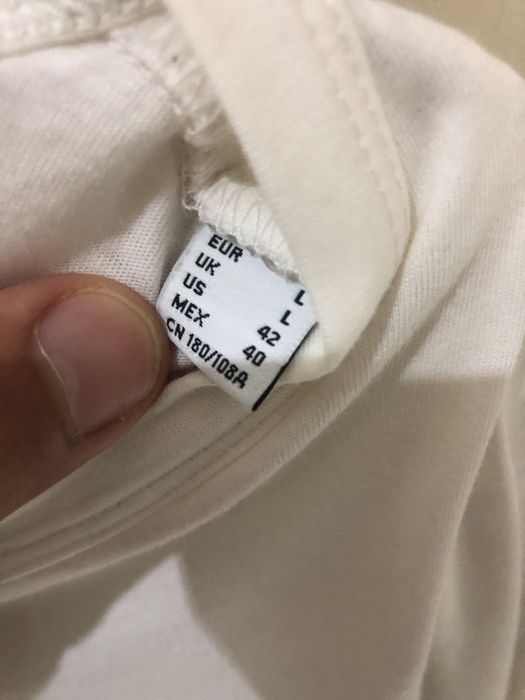 EUR L
UK L
US 42
MEX 40
CN 180/108A